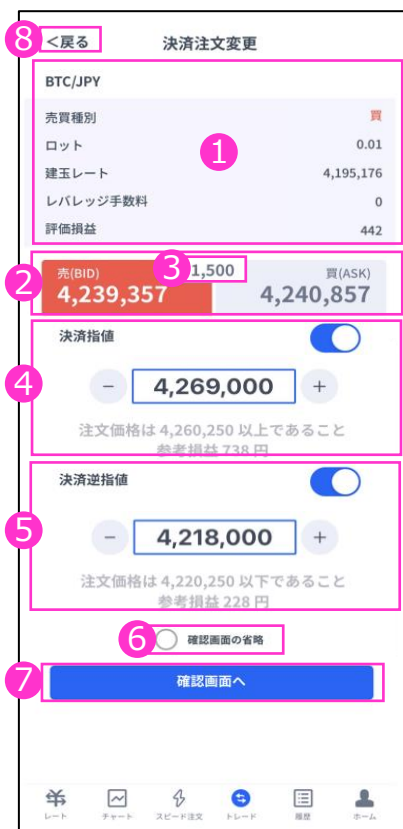 8 <戻る 決済注文変更
BTC/JPY
売買種別 買
ロット 0.01
1
建玉レート 4,195,176
レバレッジ手数料 0
評価損益 442
2 売(BID) 3 1,500 買(ASK)
4,239,357 4,240,857
決済指値
4 − 4,269,000 +
注文価格は 4,260,250 以上であること
参考損益 738 円
決済逆指値
5 − 4,218,000 +
注文価格は 4,220,250 以下であること
参考損益 228 円
6 確認画面の省略
7 確認画面へ
レート チャート スピード注文 トレード 履歴 ホーム